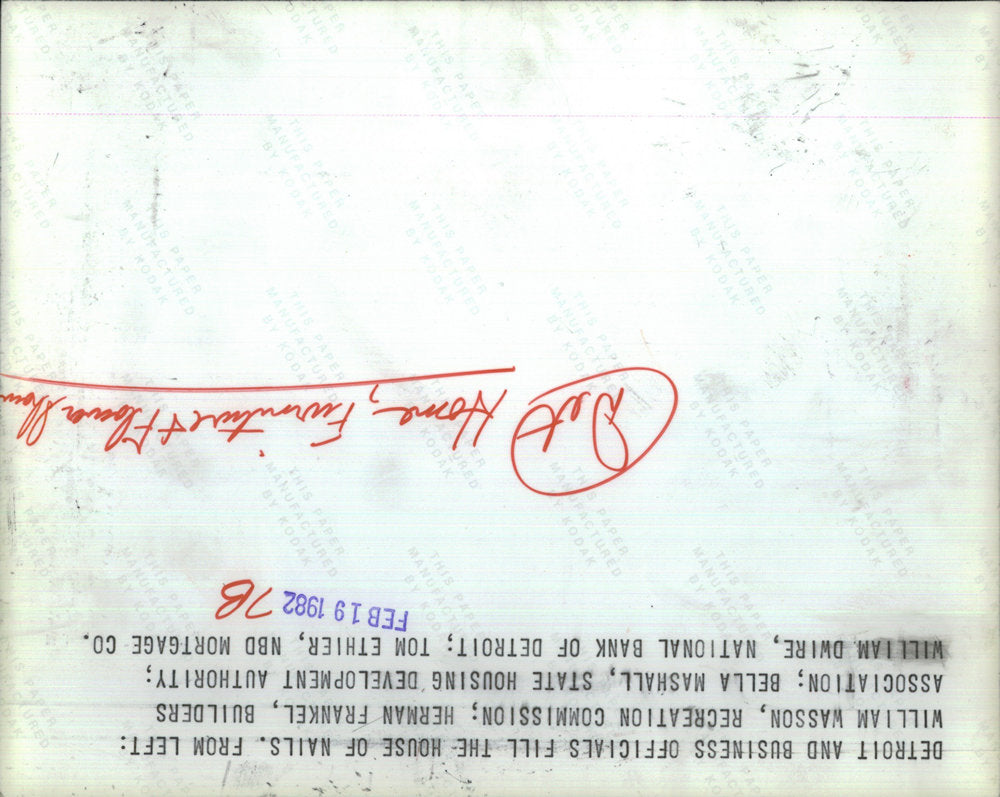 DETROIT AND BUSINESS OFFICIALS FILL THE HOUSE OF NAILS. FROM LEFT:
WILLIAM WASSON, RECREATION COMMISSION; HERMAN FRANKEL, BUILDERS
ASSOCIATION; BELLA MASHALL, STATE HOUSING DEVELOPMENT AUTHORITY;
WILLIAM DWIRE, NATIONAL BANK OF DETROIT; TOM ETHIER, NBD MORTGAGE CO.
FEB 19 1982 7B
Det Home, Furniture & Flower Show
THIS PAPER
MANUFACTURED
BY KODAK